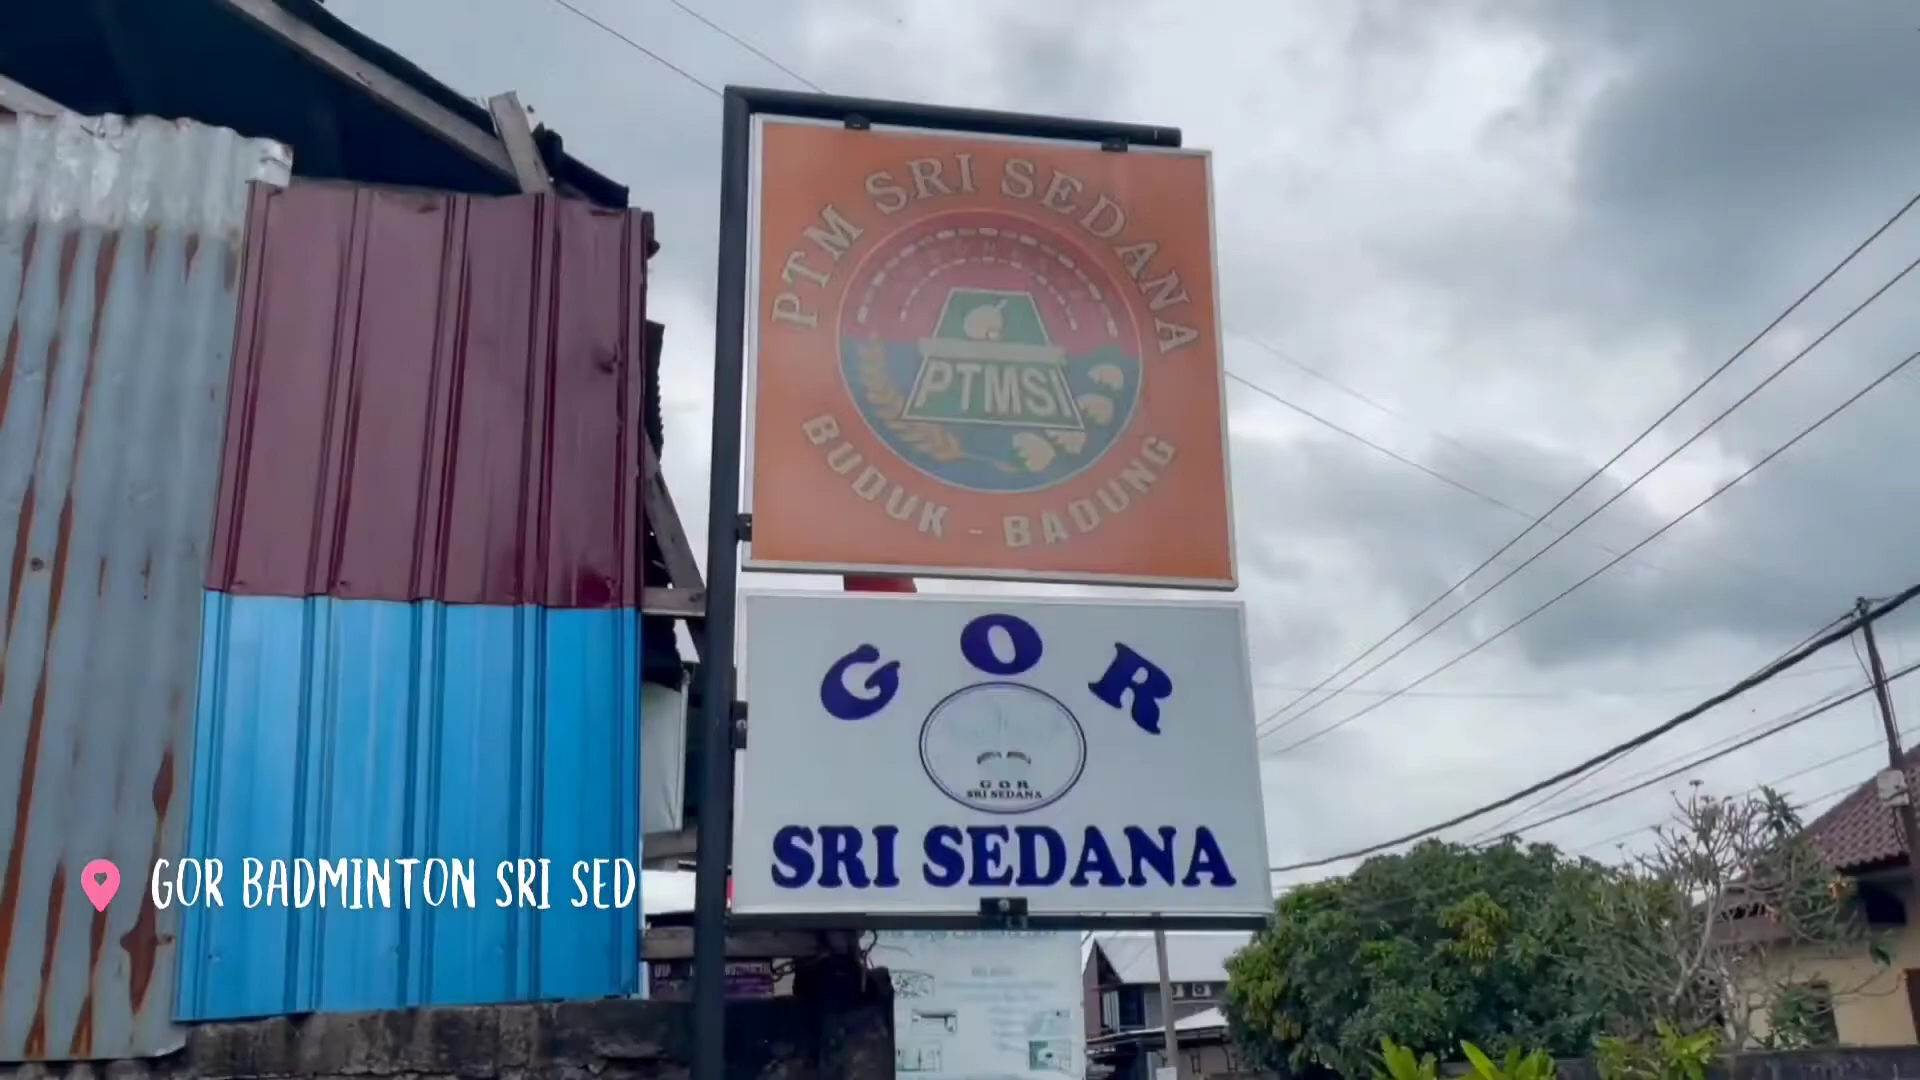 PTM SRI SEDANA
PTMSI
BUDUK - BADUNG
GOR
GOR
SRI SEDANA
SRI SEDANA
GOR BADMINTON SRI SED